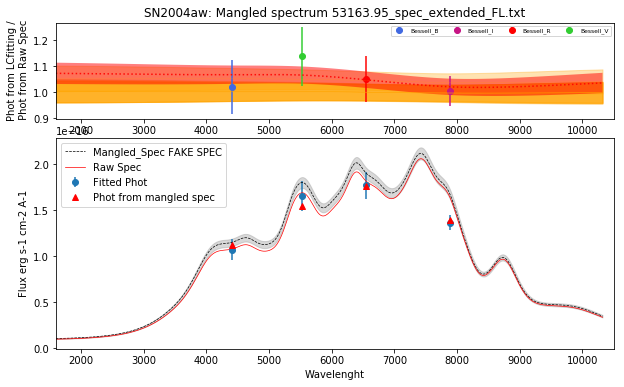 SN2004aw: Mangled spectrum 53163.95_spec_extended_FL.txt
Phot from LCfitting /
Phot from Raw Spec
1.2
1.1
1.0
0.9
Bessell_B
Bessell_I
Bessell_R
Bessell_V
2000 3000 4000 5000 6000 7000 8000 9000 10000
Flux erg s-1 cm-2 A-1
2.0
1.5
1.0
0.5
0.0
Mangled_Spec FAKE SPEC
Raw Spec
Fitted Phot
Phot from mangled spec
2000 3000 4000 5000 6000 7000 8000 9000 10000
Wavelenght